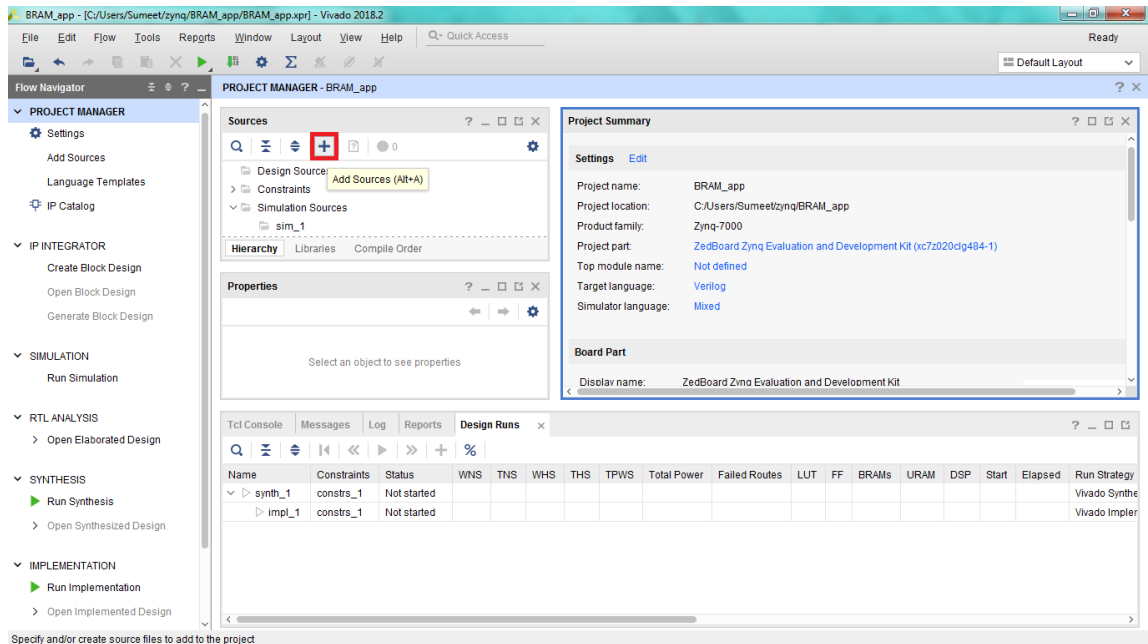 BRAM_app - [C:/Users/Sumeet/zynq/BRAM_app/BRAM_app.xpr] - Vivado 2018.2
File Edit Flow Tools Reports Window Layout View Help Quick Access Ready
Default Layout
Flow Navigator
PROJECT MANAGER
Settings
Add Sources
Language Templates
IP Catalog
IP INTEGRATOR
Create Block Design
Open Block Design
Generate Block Design
SIMULATION
Run Simulation
RTL ANALYSIS
Open Elaborated Design
SYNTHESIS
Run Synthesis
Open Synthesized Design
IMPLEMENTATION
Run Implementation
Open Implemented Design
PROJECT MANAGER - BRAM_app
Sources
0
Design Source
Add Sources (Alt+A)
Constraints
Simulation Sources
sim_1
Hierarchy Libraries Compile Order
Properties
Select an object to see properties
Project Summary
Settings Edit
Project name: BRAM_app
Project location: C:/Users/Sumeet/zynq/BRAM_app
Product family: Zynq-7000
Project part: ZedBoard Zynq Evaluation and Development Kit (xc7z020clg484-1)
Top module name: Not defined
Target language: Verilog
Simulator language: Mixed
Board Part
Display name: ZedBoard Zynq Evaluation and Development Kit
Tcl Console Messages Log Reports Design Runs
Name Constraints Status WNS TNS WHS THS TPWS Total Power Failed Routes LUT FF BRAMs URAM DSP Start Elapsed Run Strategy
synth_1 constrs_1 Not started Vivado Synthe
impl_1 constrs_1 Not started Vivado Impler
Specify and/or create source files to add to the project